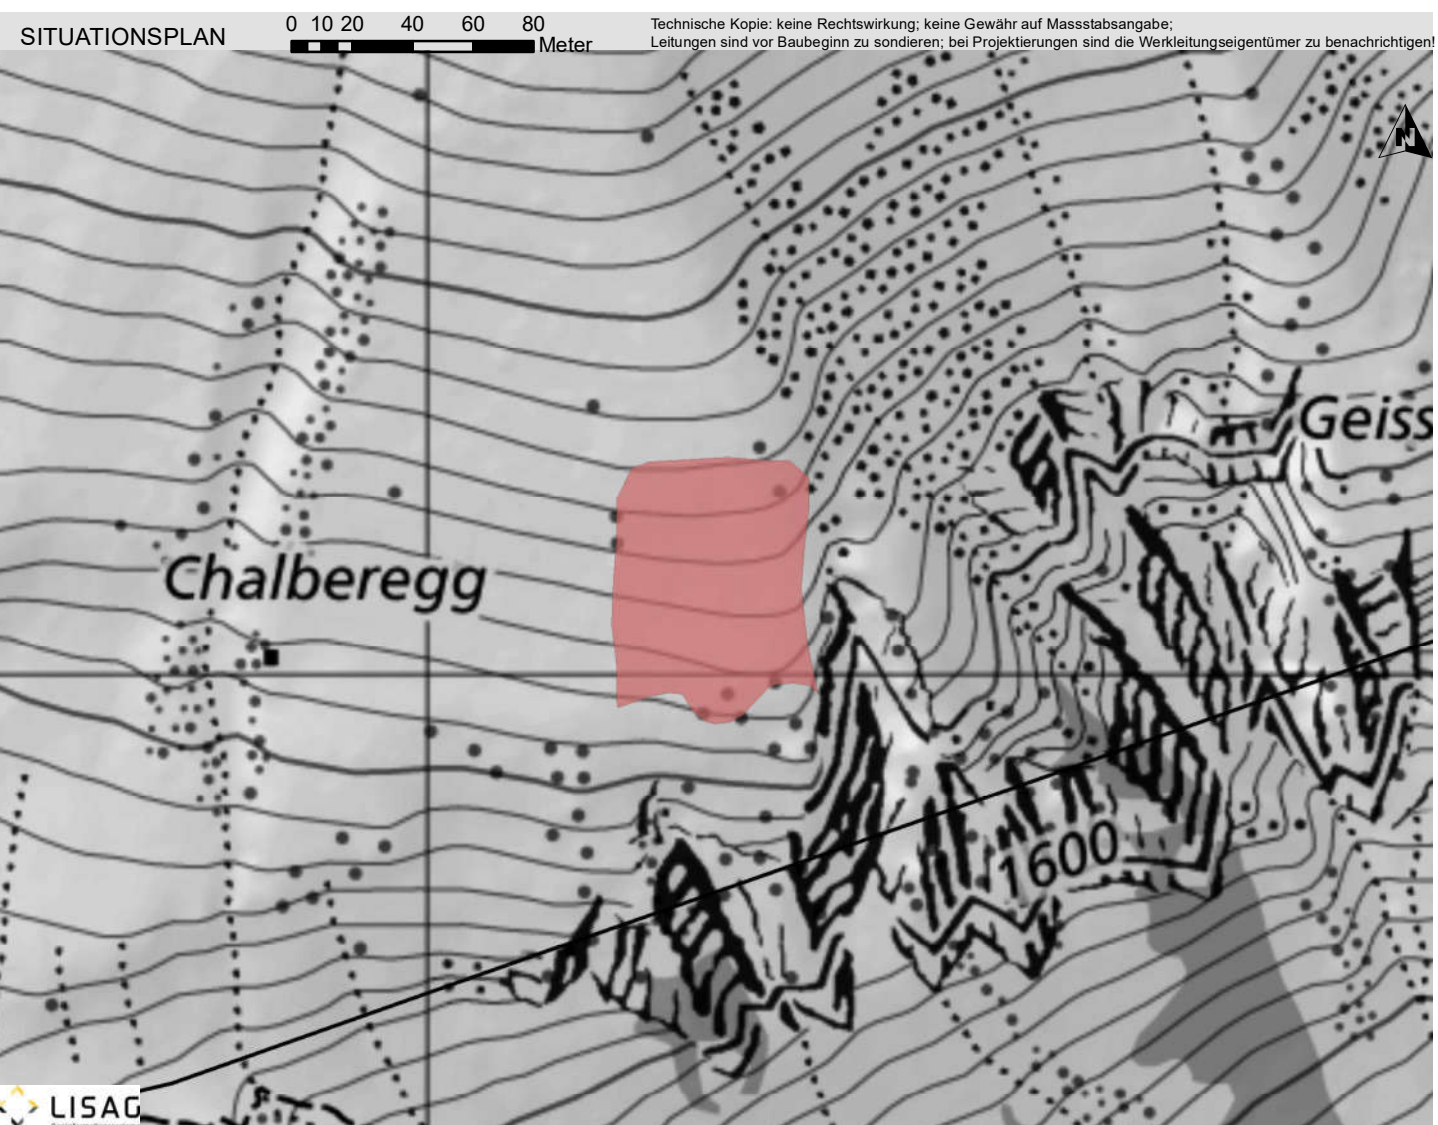 SITUATIONSPLAN
0 10 20 40 60 80
Meter
Technische Kopie: keine Rechtswirkung; keine Gewähr auf Massstabsangabe;
Leitungen sind vor Baubeginn zu sondieren; bei Projektierungen sind die Werkleitungseigentümer zu benachrichtigen!
N
Geiss
Chalberegg
1600
LISAG